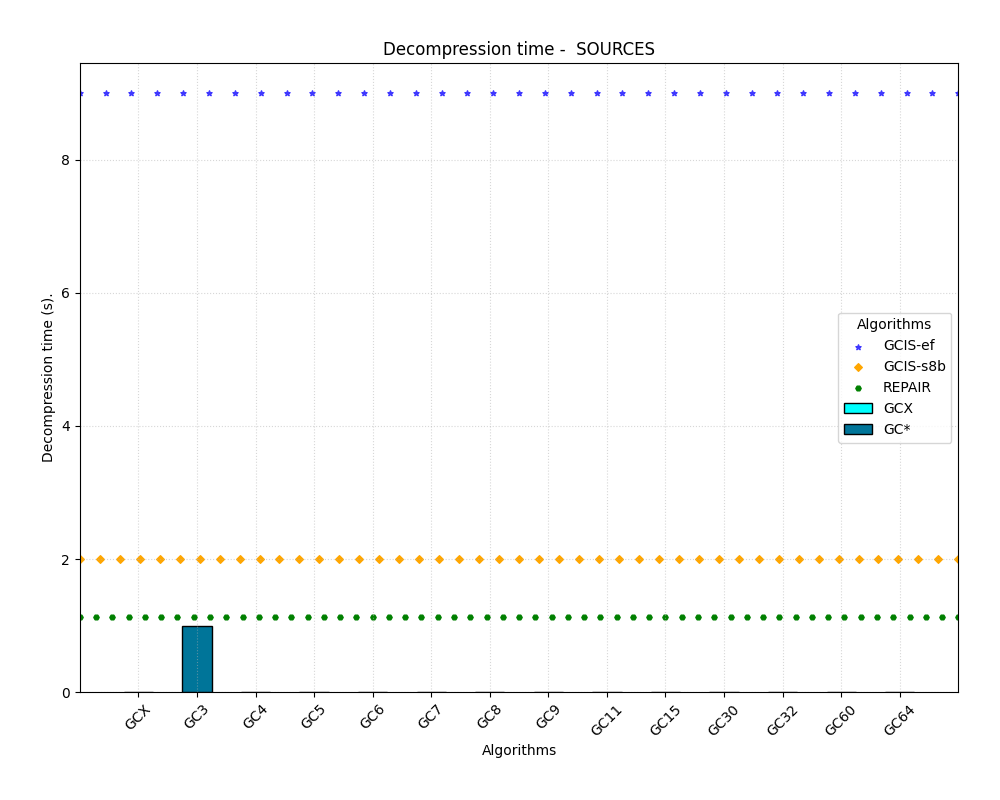 Decompression time -  SOURCES
8
6
4
2
0
Decompression time (s).
Algorithms
GCIS-ef
GCIS-s8b
REPAIR
GCX
GC*
GCX
GC3
GC4
GC5
GC6
GC7
GC8
GC9
GC11
GC15
GC30
GC32
GC60
GC64
Algorithms